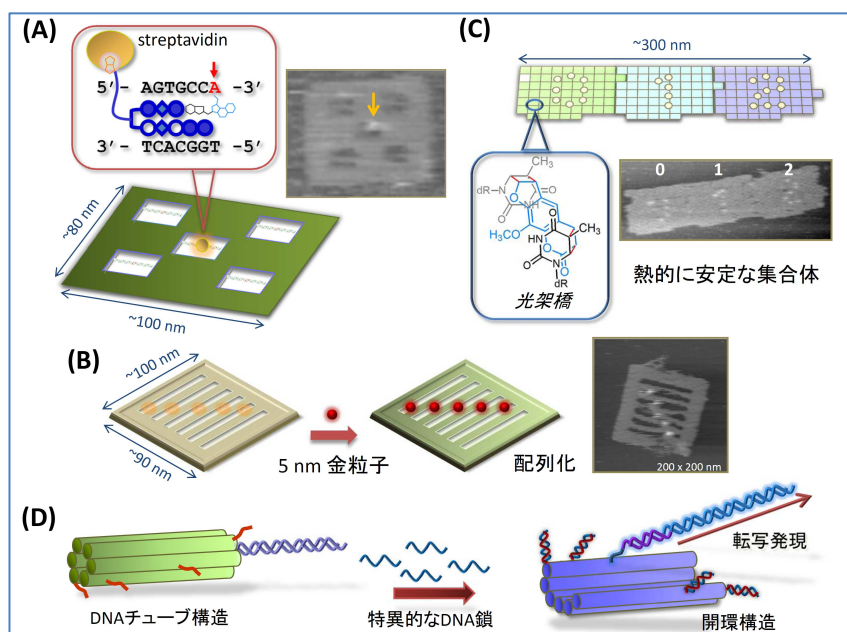 (A)
streptavidin
5′- AGTGCCA -3′
3′- TCACGGT -5′
~80 nm
~100 nm
(C)
~300 nm
CH3
dR
N
O
O
NH
H3CO
O
O
CH3
HN
O
O
N
O
dR
光架橋
0 1 2
熱的に安定な集合体
(B)
~100 nm
~90 nm
5 nm 金粒子
配列化
200 x 200 nm
(D)
DNAチューブ構造
特異的なDNA鎖
転写発現
開環構造